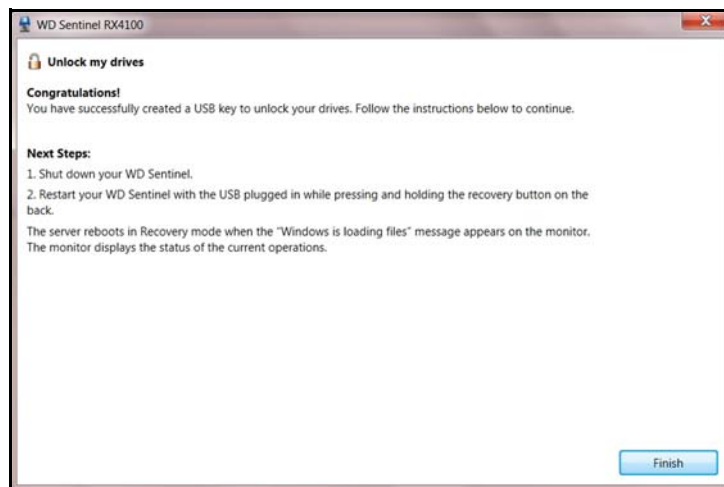 WD Sentinel RX4100
Unlock my drives
Congratulations!
You have successfully created a USB key to unlock your drives. Follow the instructions below to continue.
Next Steps:
1. Shut down your WD Sentinel.
2. Restart your WD Sentinel with the USB plugged in while pressing and holding the recovery button on the
back.
The server reboots in Recovery mode when the "Windows is loading files" message appears on the monitor.
The monitor displays the status of the current operations.
Finish